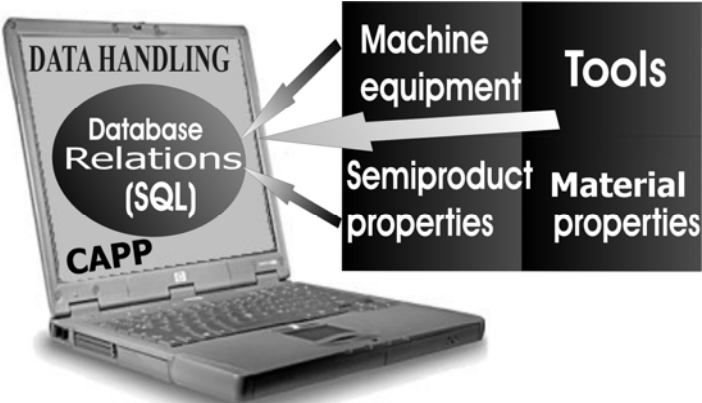 DATA HANDLING
Database
Relations
(SQL)
CAPP
Machine
equipment
Tools
Semiproduct
properties
Material
properties